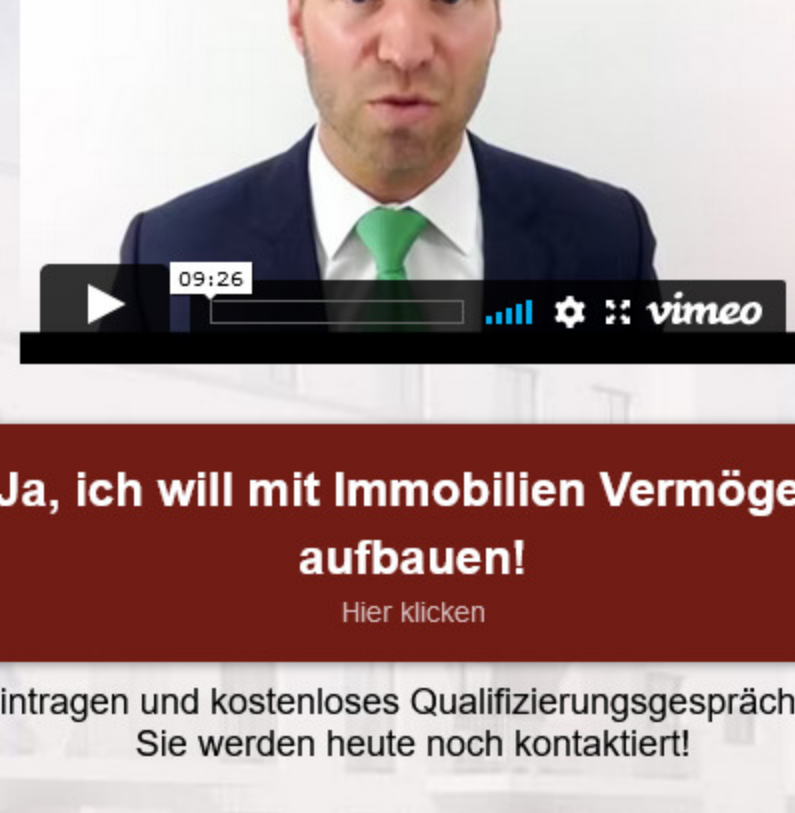 09:26
vimeo
Ja, ich will mit Immobilien Vermöge
aufbauen!
Hier klicken
intragen und kostenloses Qualifizierungsgespräch
Sie werden heute noch kontaktiert!